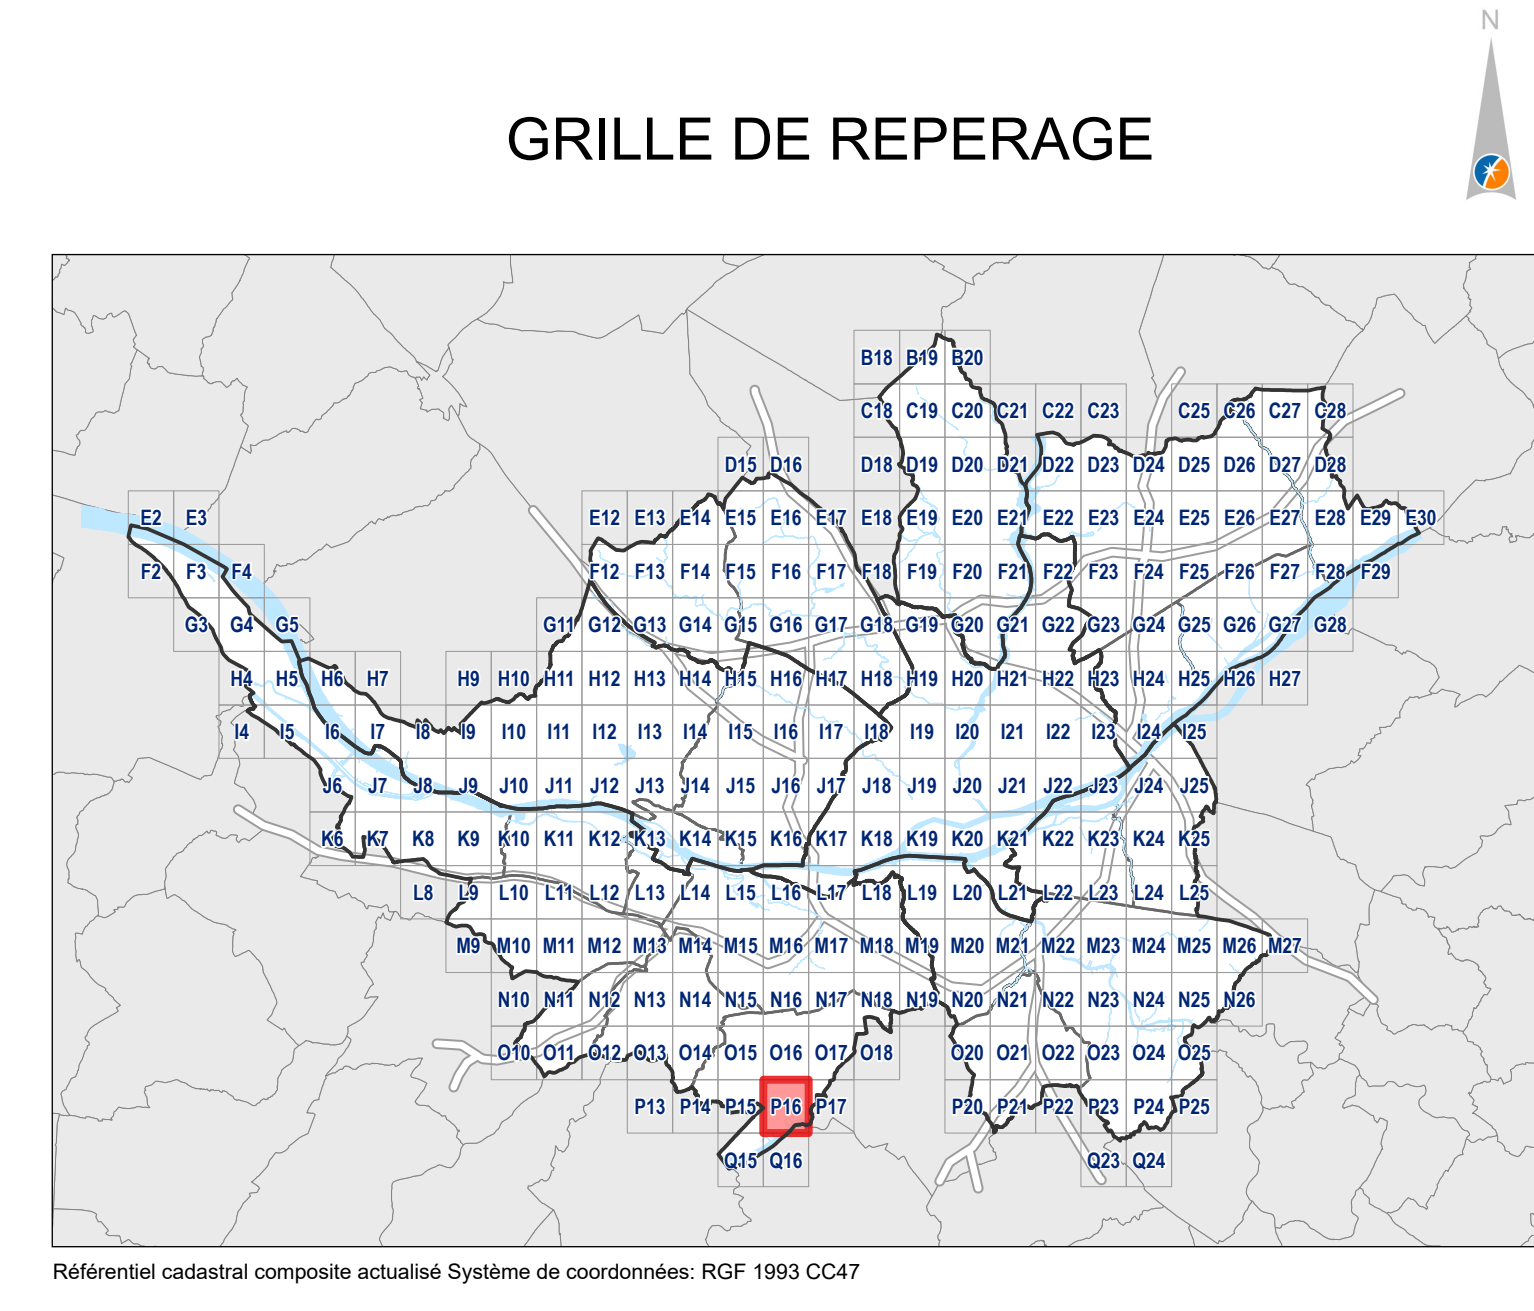 N
GRILLE DE REPERAGE
B18 B19 B20
C18 C19 C20 C21 C22 C23 C25 C26 C27 C28
D15 D16 D18 D19 D20 D21 D22 D23 D24 D25 D26 D27 D28
E2 E3 E12 E13 E14 E15 E16 E17 E18 E19 E20 E21 E22 E23 E24 E25 E26 E27 E28 E29 E30
F2 F3 F4 F12 F13 F14 F15 F16 F17 F18 F19 F20 F21 F22 F23 F24 F25 F26 F27 F28 F29
G3 G4 G5 G11 G12 G13 G14 G15 G16 G17 G18 G19 G20 G21 G22 G23 G24 G25 G26 G27 G28
H4 H5 H6 H7 H9 H10 H11 H12 H13 H14 H15 H16 H17 H18 H19 H20 H21 H22 H23 H24 H25 H26 H27
I4 I5 I6 I7 I8 I9 I10 I11 I12 I13 I14 I15 I16 I17 I18 I19 I20 I21 I22 I23 I24 I25
J6 J7 J8 J9 J10 J11 J12 J13 J14 J15 J16 J17 J18 J19 J20 J21 J22 J23 J24 J25
K6 K7 K8 K9 K10 K11 K12 K13 K14 K15 K16 K17 K18 K19 K20 K21 K22 K23 K24 K25
L8 L9 L10 L11 L12 L13 L14 L15 L16 L17 L18 L19 L20 L21 L22 L23 L24 L25
M9 M10 M11 M12 M13 M14 M15 M16 M17 M18 M19 M20 M21 M22 M23 M24 M25 M26 M27
N10 N11 N12 N13 N14 N15 N16 N17 N18 N19 N20 N21 N22 N23 N24 N25 N26
O10 O11 O12 O13 O14 O15 O16 O17 O18 O20 O21 O22 O23 O24 O25
P13 P14 P15 P16 P17 P20 P21 P22 P23 P24 P25
Q15 Q16 Q23 Q24
Référentiel cadastral composite actualisé Système de coordonnées: RGF 1993 CC47